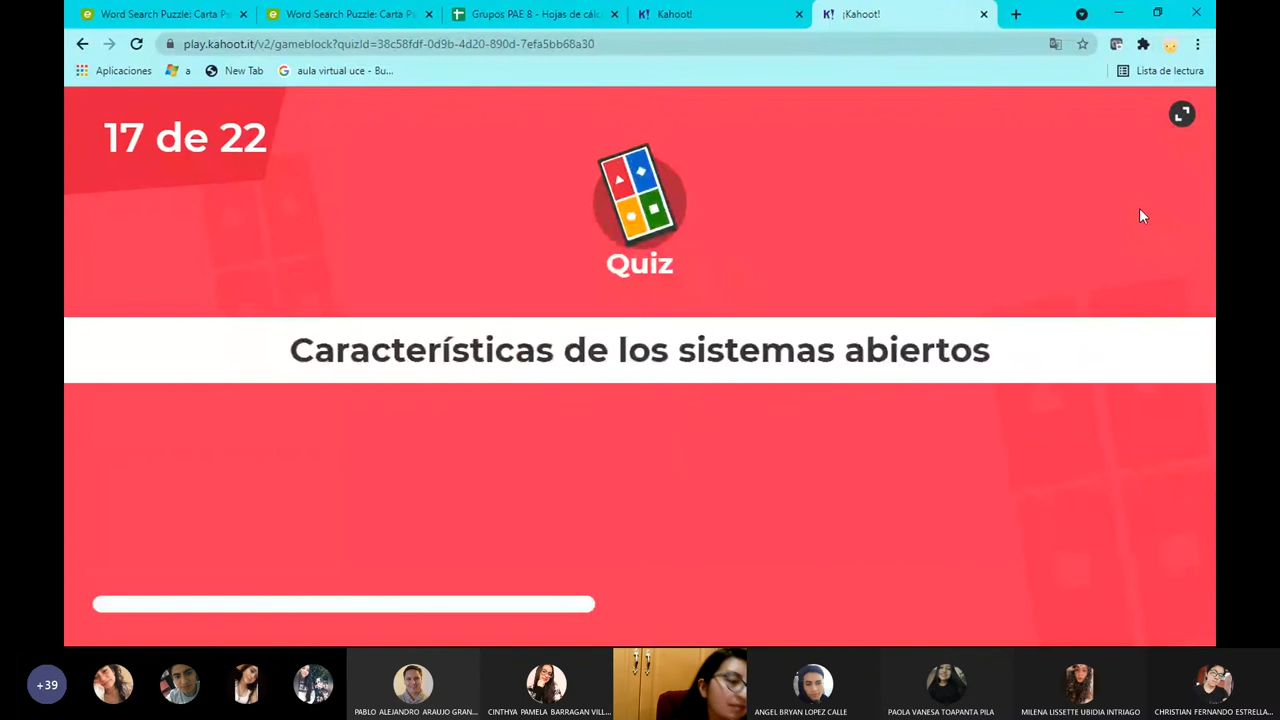 Word Search Puzzle: Carta Ps
Word Search Puzzle: Carta Ps
Grupos PAE 8 - Hojas de cálc
Kahoot!
¡Kahoot!
play.kahoot.it/v2/gameblock?quizId=38c58fdf-0d9b-4d20-890d-7efa5bb68a30
Aplicaciones
a
New Tab
aula virtual uce - Bu...
Lista de lectura
17 de 22
Quiz
Características de los sistemas abiertos
+39
PABLO ALEJANDRO ARAUJO GRAN...
CINTHYA PAMELA BARRAGAN VILL...
ANGEL BRYAN LOPEZ CALLE
PAOLA VANESA TOAPANTA PILA
MILENA LISSETTE UBIDIA INTRIAGO
CHRISTIAN FERNANDO ESTRELLA...